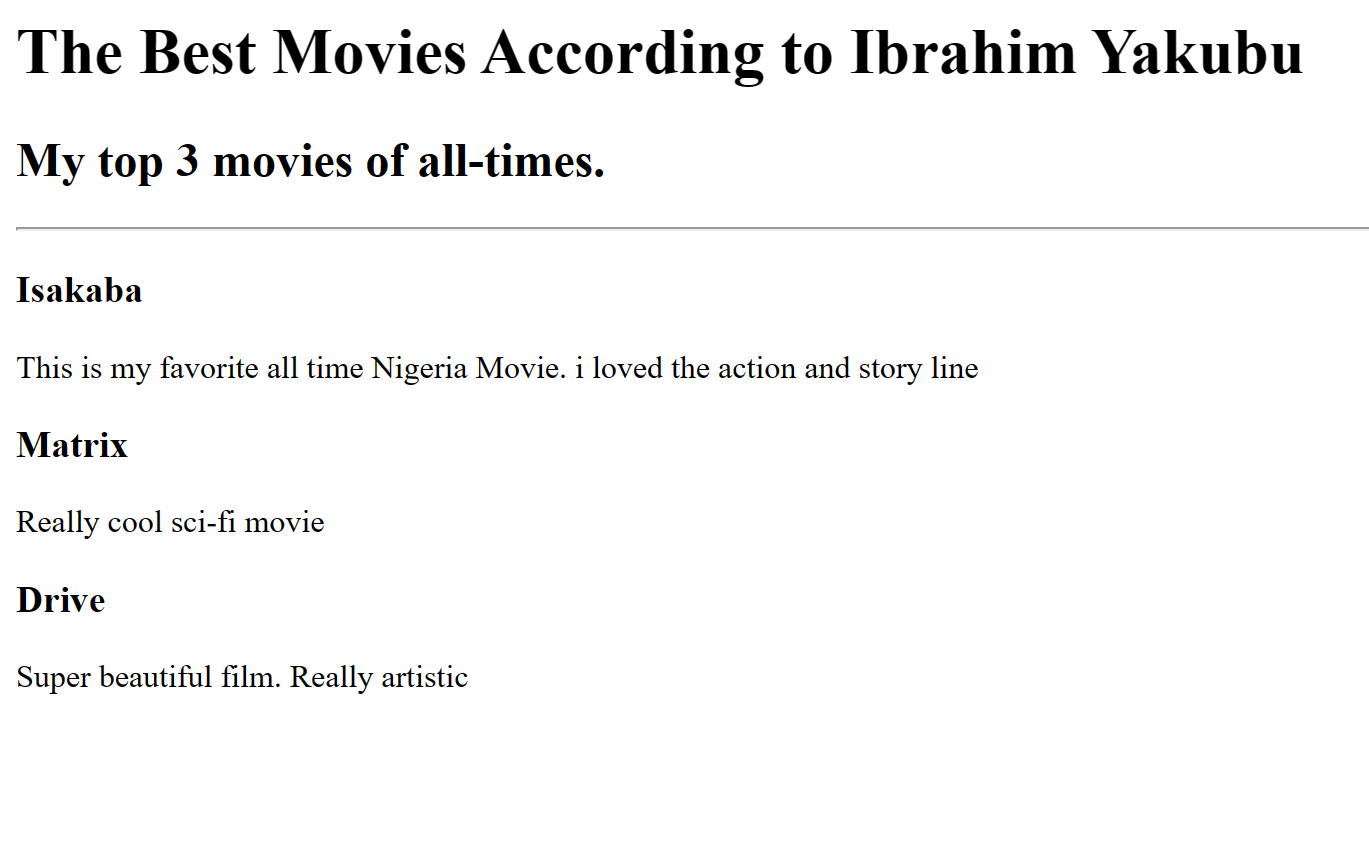 The Best Movies According to Ibrahim Yakubu
My top 3 movies of all-times.
Isakaba
This is my favorite all time Nigeria Movie. i loved the action and story line
Matrix
Really cool sci-fi movie
Drive
Super beautiful film. Really artistic